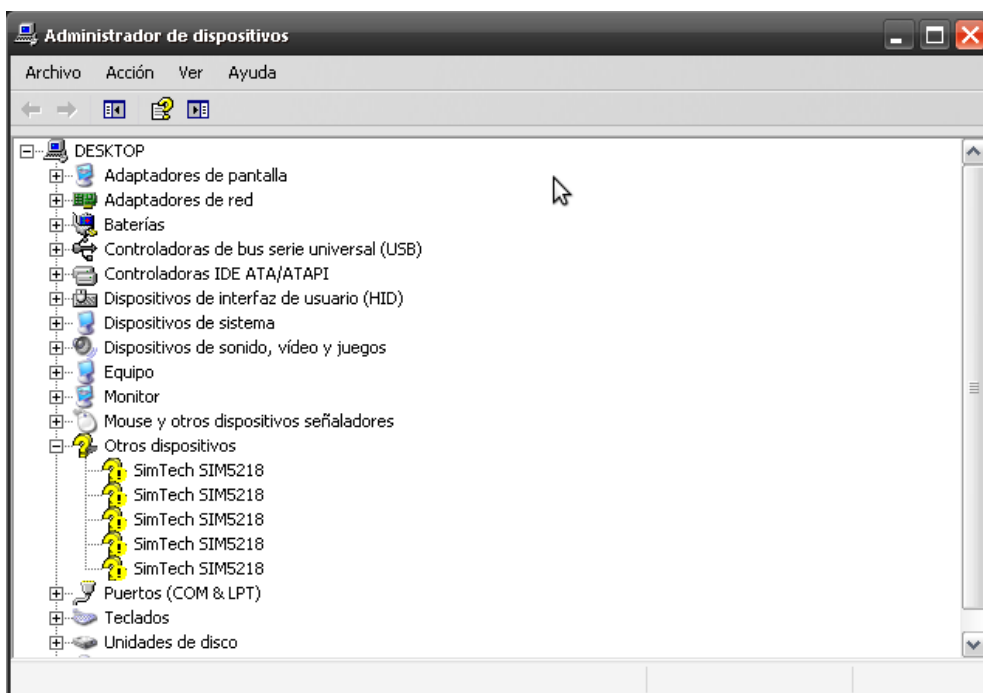 Administrador de dispositivos
Archivo Acción Ver Ayuda
DESKTOP
Adaptadores de pantalla
Adaptadores de red
Baterías
Controladoras de bus serie universal (USB)
Controladoras IDE ATA/ATAPI
Dispositivos de interfaz de usuario (HID)
Dispositivos de sistema
Dispositivos de sonido, vídeo y juegos
Equipo
Monitor
Mouse y otros dispositivos señaladores
Otros dispositivos
SimTech SIM5218
SimTech SIM5218
SimTech SIM5218
SimTech SIM5218
SimTech SIM5218
Puertos (COM & LPT)
Teclados
Unidades de disco